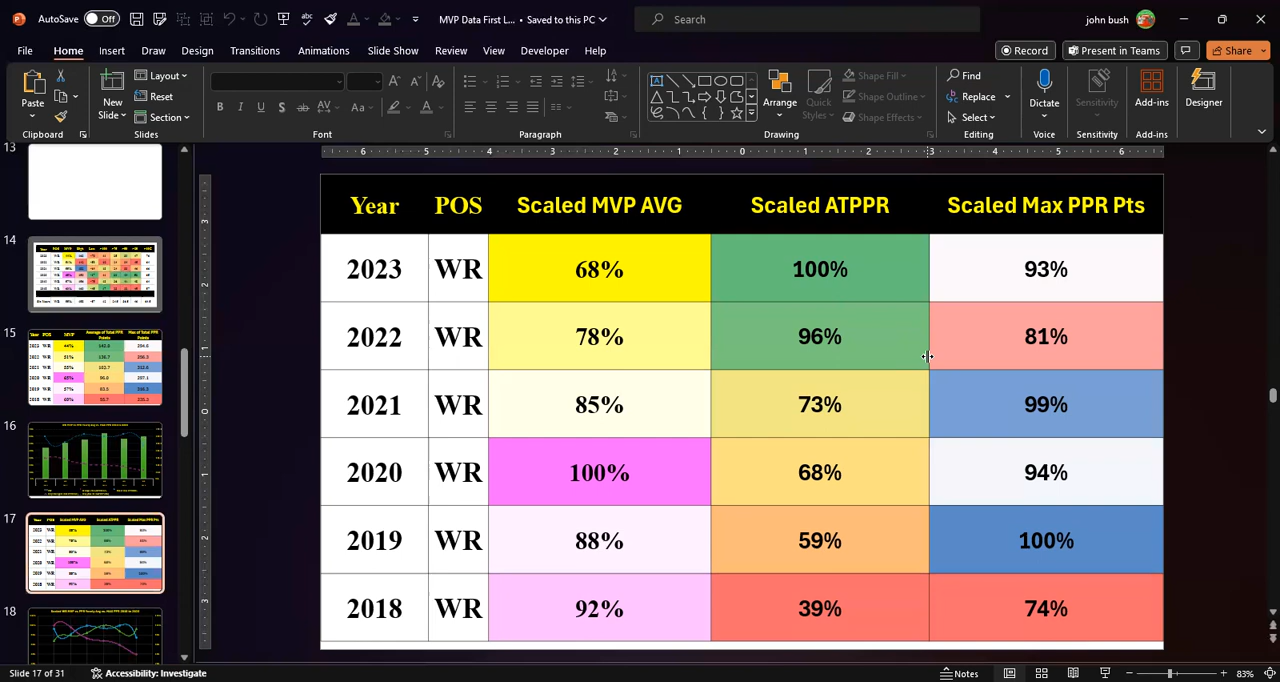 AutoSave Off MVP Data First L... • Saved to this PC Search john bush
File Home Insert Draw Design Transitions Animations Slide Show Review View Developer Help Record Present in Teams Share
Paste New Slide Layout Reset Section Arrange Quick Styles Shape Fill Shape Outline Shape Effects Find Replace Select Dictate Sensitivity Add-ins Designer
Clipboard Slides Font Paragraph Drawing Editing Voice Sensitivity Add-ins
13
14
15
16
17
18
Year POS Scaled MVP AVG Scaled ATPPR Scaled Max PPR Pts
2023 WR 68% 100% 93%
2022 WR 78% 96% 81%
2021 WR 85% 73% 99%
2020 WR 100% 68% 94%
2019 WR 88% 59% 100%
2018 WR 92% 39% 74%
Slide 17 of 31 Accessibility: Investigate Notes 83%